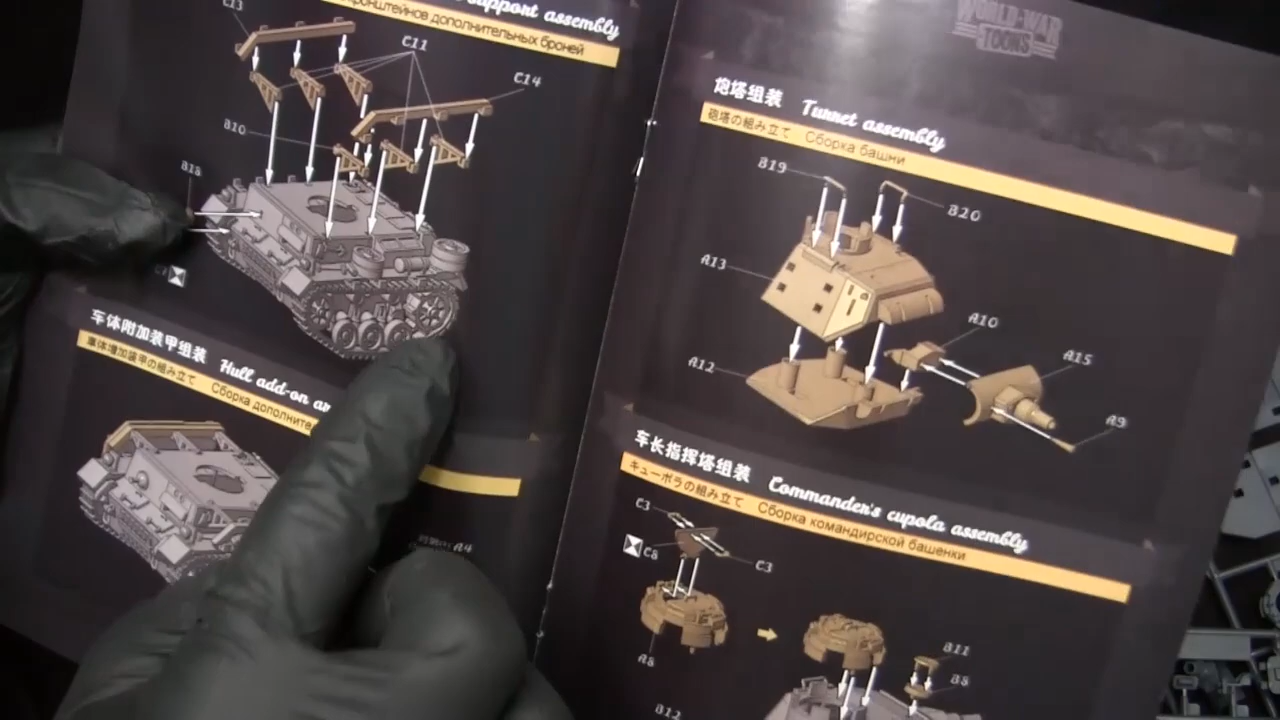 C13
support assembly
кронштейное дополнительных броней
C11
C14
B10
B18
车体附加装甲组装 Hull add-on ar
車体増加装甲の組み立て Сборка дополните
A4
WORLD WAR
TOONS
炮塔组装 Turret assembly
砲塔の組み立て Сборка башни
B19
B20
A13
A10
A12
A15
A9
车长指挥塔组装 Commander's cupola assembly
キューポラの組み立て Сборка командирской башенки
C3
C8
C3
A8
B11
B8
B12